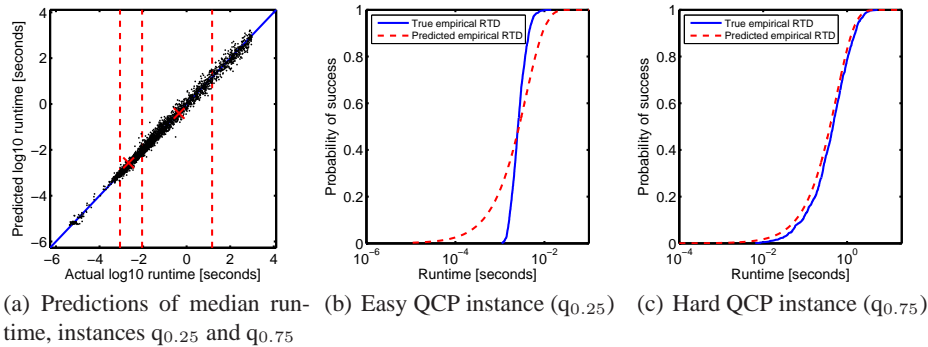 4
2
0
−2
−4
−6
−6 −4 −2 0 2 4
Predicted log10 runtime [seconds]
Actual log10 runtime [seconds]
True empirical RTD
Predicted empirical RTD
1
0.8
0.6
0.4
0.2
0
10^−6 10^−4 10^−2
Probability of success
Runtime [seconds]
True empirical RTD
Predicted empirical RTD
1
0.8
0.6
0.4
0.2
0
10^−4 10^−2 10^0
Probability of success
Runtime [seconds]
(a) Predictions of median run-
time, instances q0.25 and q0.75
(b) Easy QCP instance (q0.25)
(c) Hard QCP instance (q0.75)